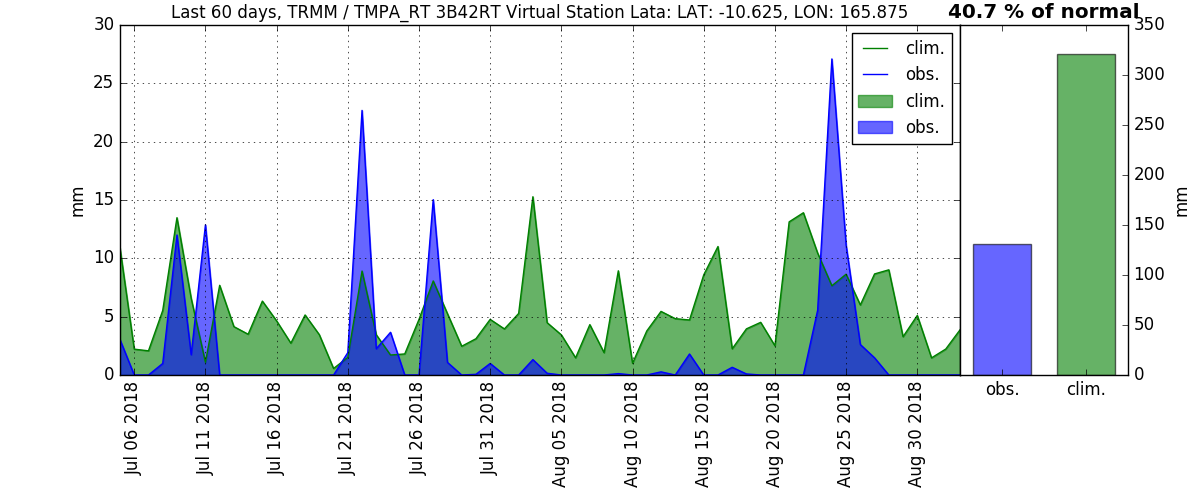 Last 60 days, TRMM / TMPA_RT 3B42RT Virtual Station Lata: LAT: -10.625, LON: 165.875
40.7 % of normal
30
25
20
15
10
5
0
mm
clim.
obs.
clim.
obs.
350
300
250
200
150
100
50
0
mm
obs.
clim.
Jul 06 2018
Jul 11 2018
Jul 16 2018
Jul 21 2018
Jul 26 2018
Jul 31 2018
Aug 05 2018
Aug 10 2018
Aug 15 2018
Aug 20 2018
Aug 25 2018
Aug 30 2018